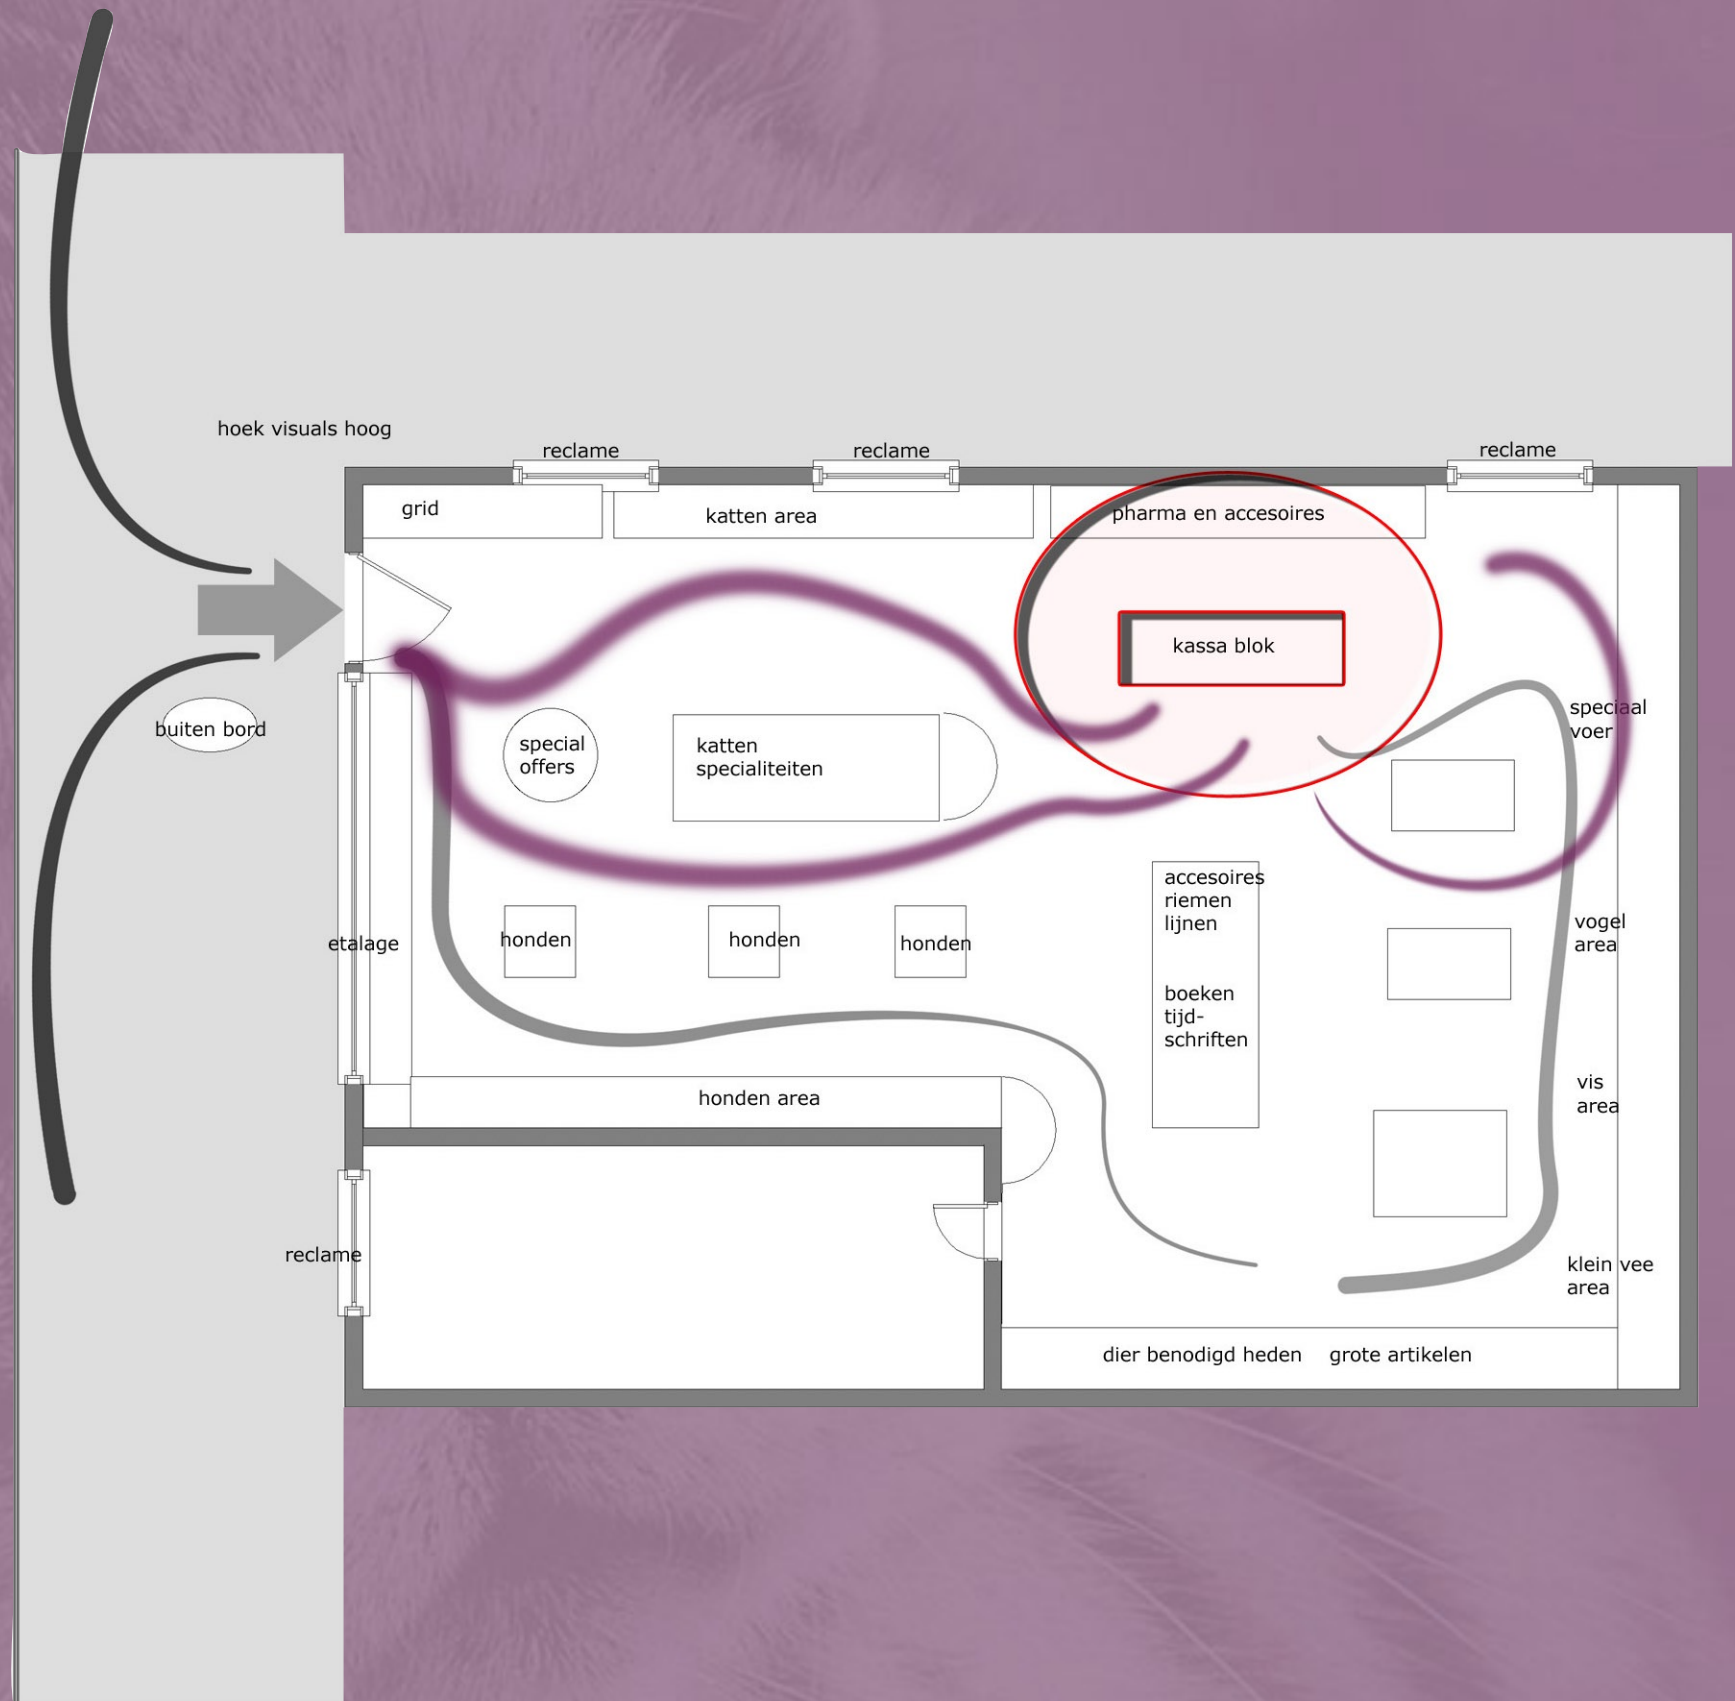 hoek visuals hoog
reclame
reclame
reclame
grid
katten area
pharma en accesoires
kassa blok
buiten bord
special
offers
katten
specialiteiten
speciaal
voer
accesoires
riemen
lijnen
boeken
tijd-
schriften
etalage
honden
honden
honden
vogel
area
vis
area
honden area
reclame
klein vee
area
dier benodigd heden
grote artikelen